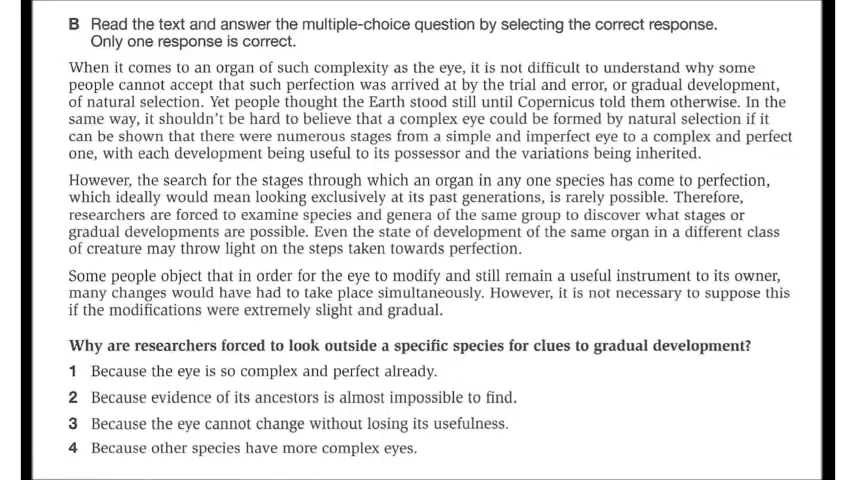 B Read the text and answer the multiple-choice question by selecting the correct response.
Only one response is correct.
When it comes to an organ of such complexity as the eye, it is not difficult to understand why some
people cannot accept that such perfection was arrived at by the trial and error, or gradual development,
of natural selection. Yet people thought the Earth stood still until Copernicus told them otherwise. In the
same way, it shouldn't be hard to believe that a complex eye could be formed by natural selection if it
can be shown that there were numerous stages from a simple and imperfect eye to a complex and perfect
one, with each development being useful to its possessor and the variations being inherited.
However, the search for the stages through which an organ in any one species has come to perfection,
which ideally would mean looking exclusively at its past generations, is rarely possible. Therefore,
researchers are forced to examine species and genera of the same group to discover what stages or
gradual developments are possible. Even the state of development of the same organ in a different class
of creature may throw light on the steps taken towards perfection.
Some people object that in order for the eye to modify and still remain a useful instrument to its owner,
many changes would have had to take place simultaneously. However, it is not necessary to suppose this
if the modifications were extremely slight and gradual.
Why are researchers forced to look outside a specific species for clues to gradual development?
1 Because the eye is so complex and perfect already.
2 Because evidence of its ancestors is almost impossible to find.
3 Because the eye cannot change without losing its usefulness.
4 Because other species have more complex eyes.